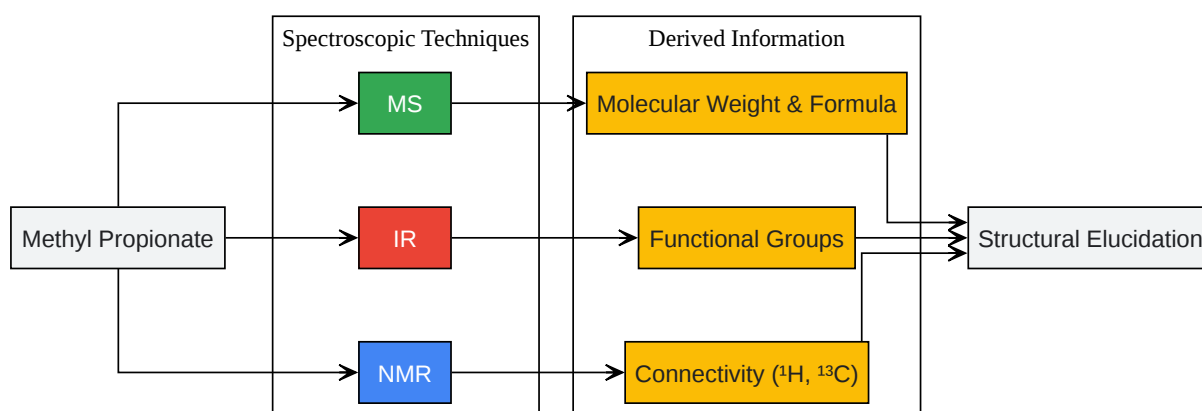 Spectroscopic Techniques
Derived Information
MS
Molecular Weight & Formula
Methyl Propionate
IR
Functional Groups
Structural Elucidation
NMR
Connectivity (¹H, ¹³C)